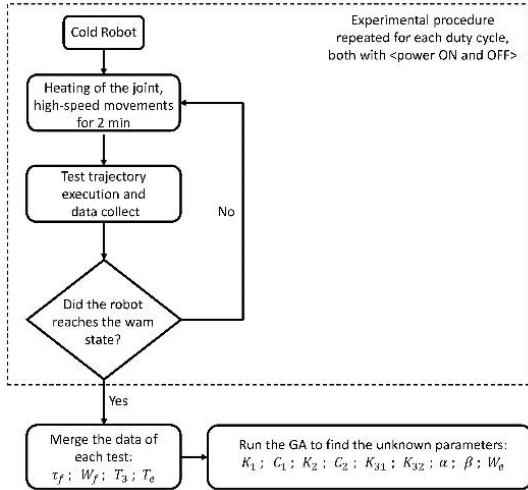 Cold Robot
Experimental procedure
repeated for each duty cycle,
both with <power ON and OFF>
Heating of the joint,
high-speed movements
for 2 min
Test trajectory
execution and
data collect
No
Did the robot
reaches the wam
state?
Yes
Merge the data of
each test:
τ_f ; W_f ; T_3 ; T_e
Run the GA to find the unknown parameters:
K_1 ; C_1 ; K_2 ; C_2 ; K_31 ; K_32 ; α ; β ; W_e